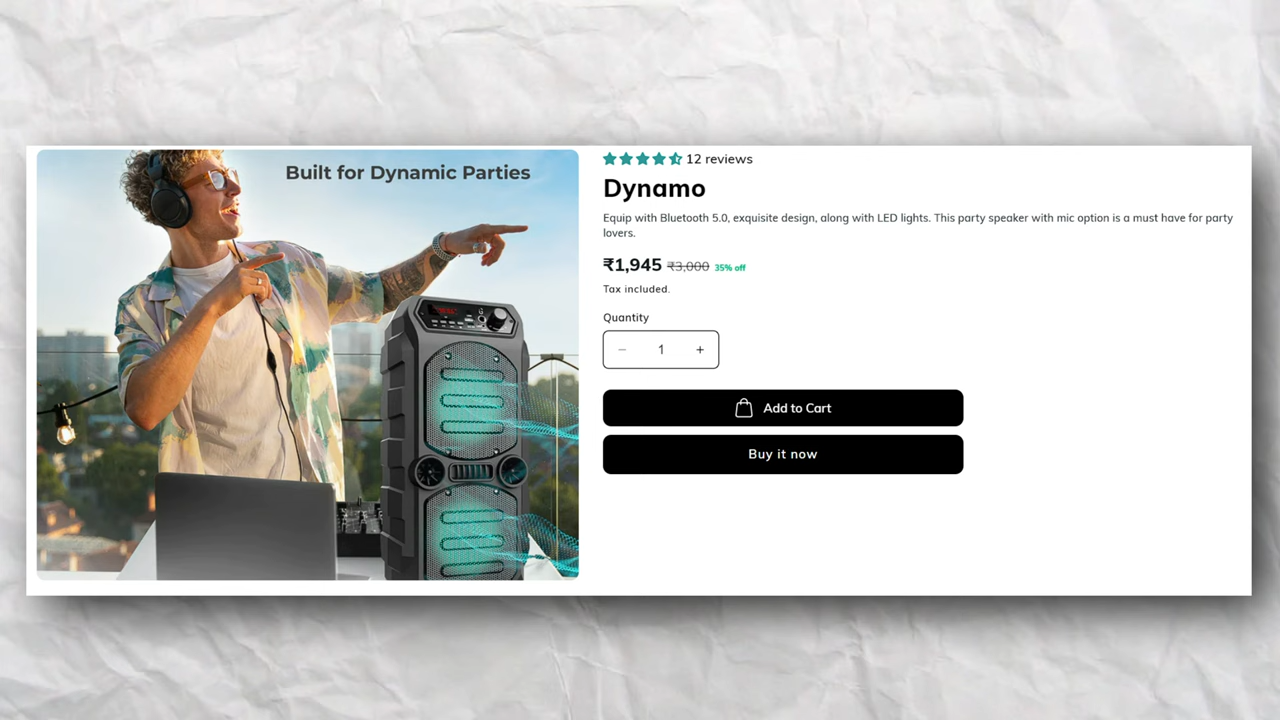 Built for Dynamic Parties
12 reviews
Dynamo
Equip with Bluetooth 5.0, exquisite design, along with LED lights. This party speaker with mic option is a must have for party
lovers.
₹1,945 ₹3,000 35% off
Tax included.
Quantity
− 1 +
Add to Cart
Buy it now